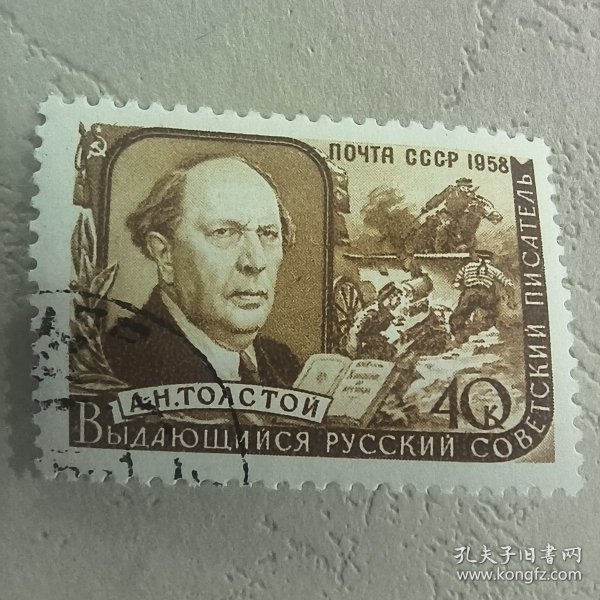 ПОЧТА СССР 1958
А.Н.ТОЛСТОЙ
40к
ВЫДАЮЩИЙСЯ РУССКИЙ СОВЕТСКИЙ ПИСАТЕЛЬ
孔夫子旧书网
www.kongfz.com